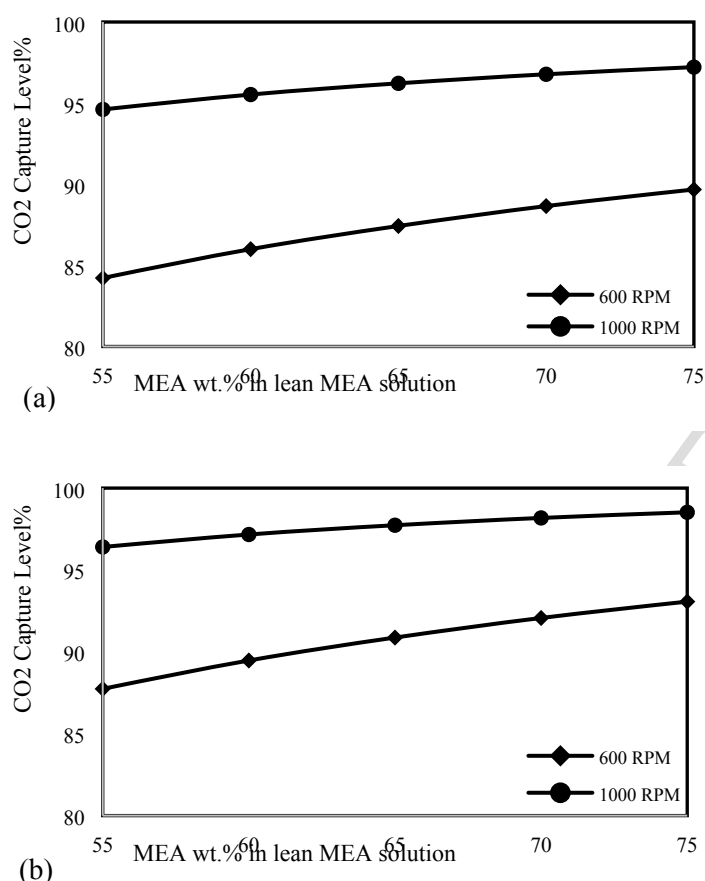 100
95
90
85
80
CO2 Capture Level%
600 RPM
1000 RPM
55 60 65 70 75
MEA wt.% in lean MEA solution
(a)
100
95
90
85
80
CO2 Capture Level%
600 RPM
1000 RPM
55 60 65 70 75
MEA wt.% in lean MEA solution
(b)